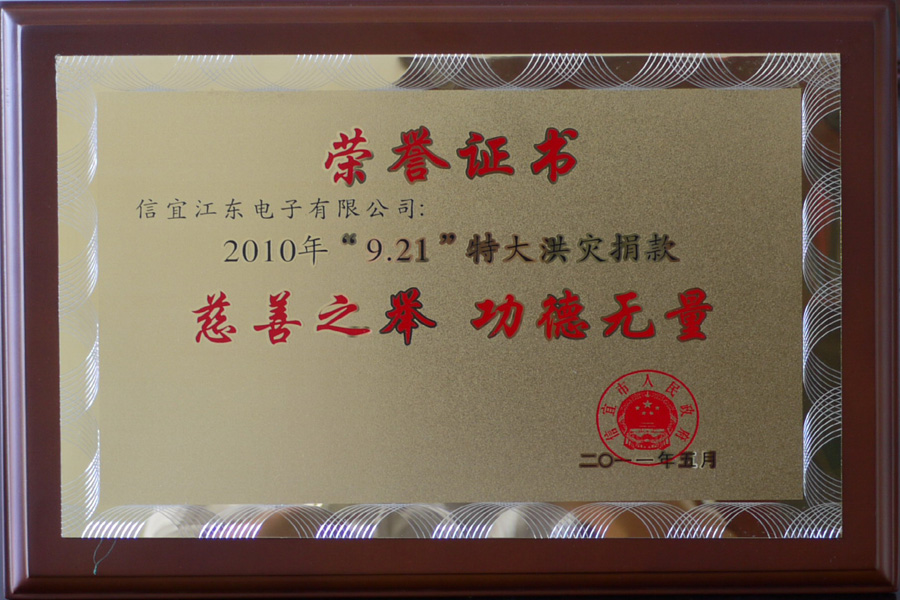 荣誉证书
信宜江东电子有限公司:
2010年“9.21”特大洪灾捐款
慈善之举 功德无量
信宜市人民政府
二〇一一年五月